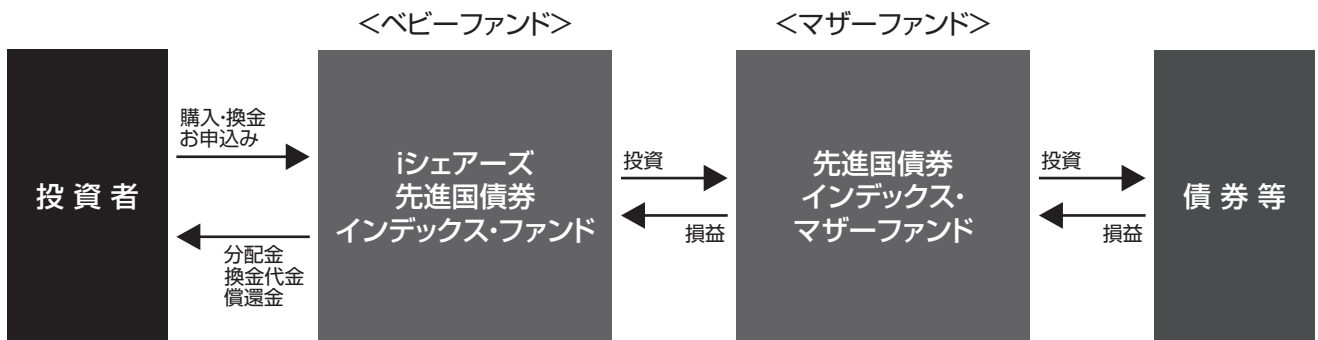 ＜ベビーファンド＞
＜マザーファンド＞
投資者
購入・換金
お申込み
分配金
換金代金
償還金
iシェアーズ
先進国債券
インデックス・ファンド
投資
損益
先進国債券
インデックス・
マザーファンド
投資
損益
債券等